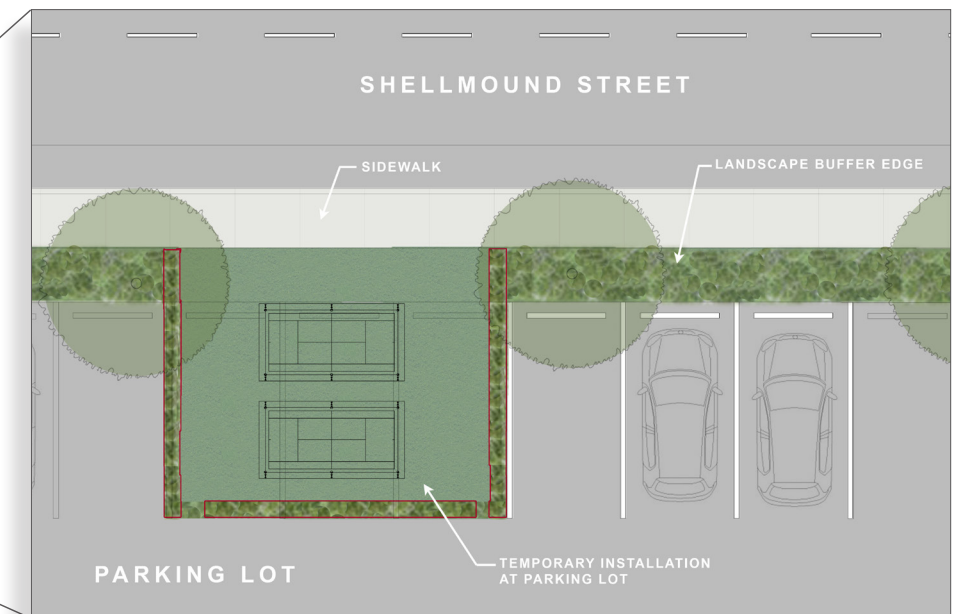 SHELLMOUND STREET
SIDEWALK
LANDSCAPE BUFFER EDGE
TEMPORARY INSTALLATION
AT PARKING LOT
PARKING LOT